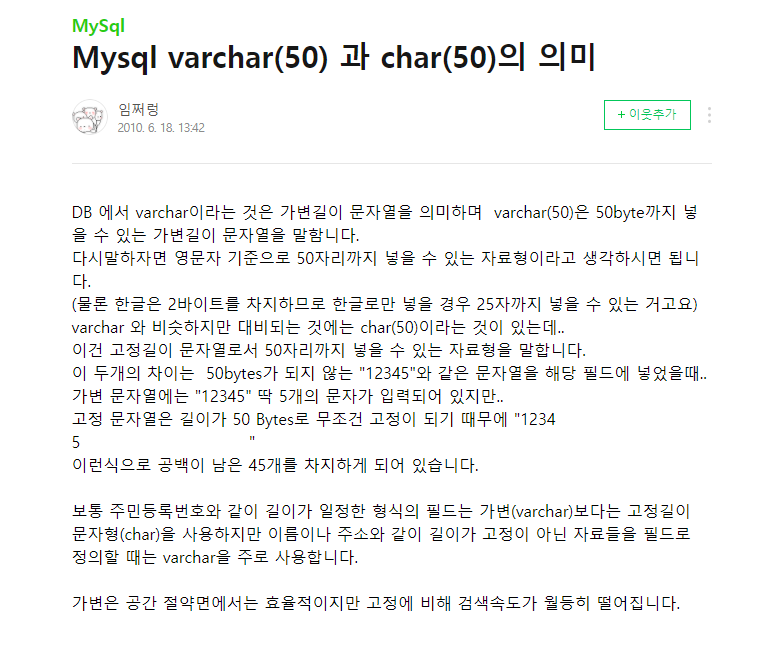 MySql
Mysql varchar(50) 과 char(50)의 의미
임쩌렁
2010. 6. 18. 13:42
+ 이웃추가
DB 에서 varchar이라는 것은 가변길이 문자열을 의미하며  varchar(50)은 50byte까지 넣
을 수 있는 가변길이 문자열을 말함니다.
다시말하자면 영문자 기준으로 50자리까지 넣을 수 있는 자료형이라고 생각하시면 됩니
다.
(물론 한글은 2바이트를 차지하므로 한글로만 넣을 경우 25자까지 넣을 수 있는 거고요)
varchar 와 비슷하지만 대비되는 것에는 char(50)이라는 것이 있는데..
이건 고정길이 문자열로서 50자리까지 넣을 수 있는 자료형을 말합니다.
이 두개의 차이는  50bytes가 되지 않는 "12345"와 같은 문자열을 해당 필드에 넣었을때..
가변 문자열에는 "12345" 딱 5개의 문자가 입력되어 있지만..
고정 문자열은 길이가 50 Bytes로 무조건 고정이 되기 때무에 "1234
5                                        "
이런식으로 공백이 남은 45개를 차지하게 되어 있습니다.
보통 주민등록번호와 같이 길이가 일정한 형식의 필드는 가변(varchar)보다는 고정길이
문자형(char)을 사용하지만 이름이나 주소와 같이 길이가 고정이 아닌 자료들을 필드로
정의할 때는 varchar을 주로 사용합니다.
가변은 공간 절약면에서는 효율적이지만 고정에 비해 검색속도가 월등히 떨어집니다.